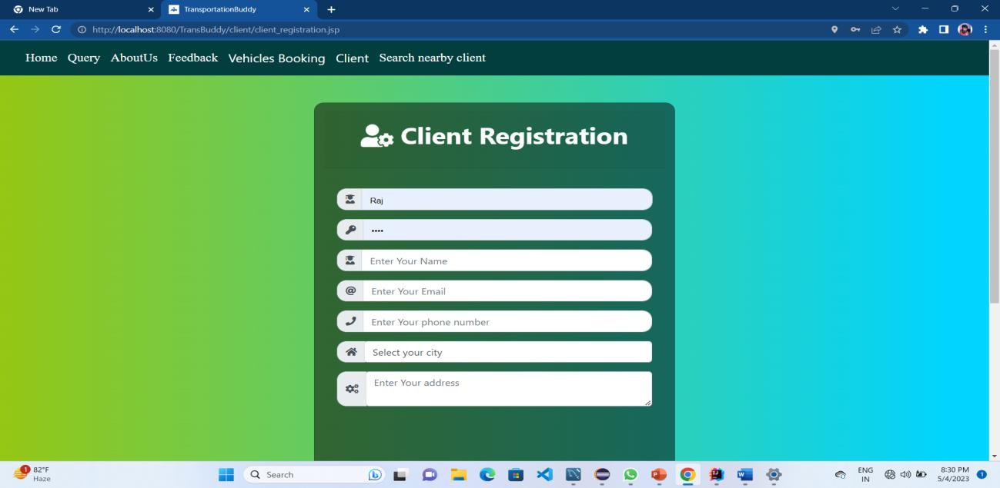 New Tab
TransportationBuddy
http://localhost:8080/TransBuddy/client/client_registration.jsp
Home Query AboutUs Feedback Vehicles Booking Client Search nearby client
Client Registration
Raj
••••
Enter Your Name
Enter Your Email
Enter Your phone number
Select your city
Enter Your address
1
82°F
Haze
Search
ENG
IN
8:30 PM
5/4/2023
1